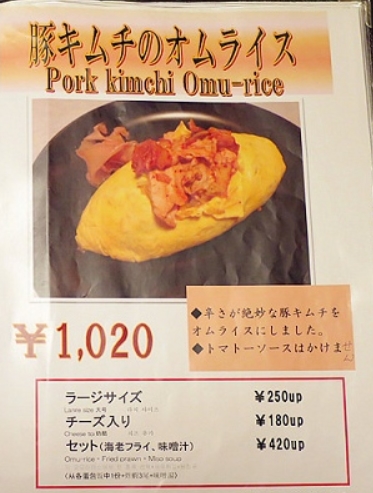 豚キムチのオムライス
Pork kimchi Omu-rice
¥1,020
◆辛さが絶妙な豚キムチを
オムライスにしました。
◆トマトーソースはかけません
ラージサイズ ¥250up
大号
チーズ入り ¥180up
Cheese to
セット(海老フライ、味噌汁) ¥420up
Omu-rice・Fried prawn・Miso soup